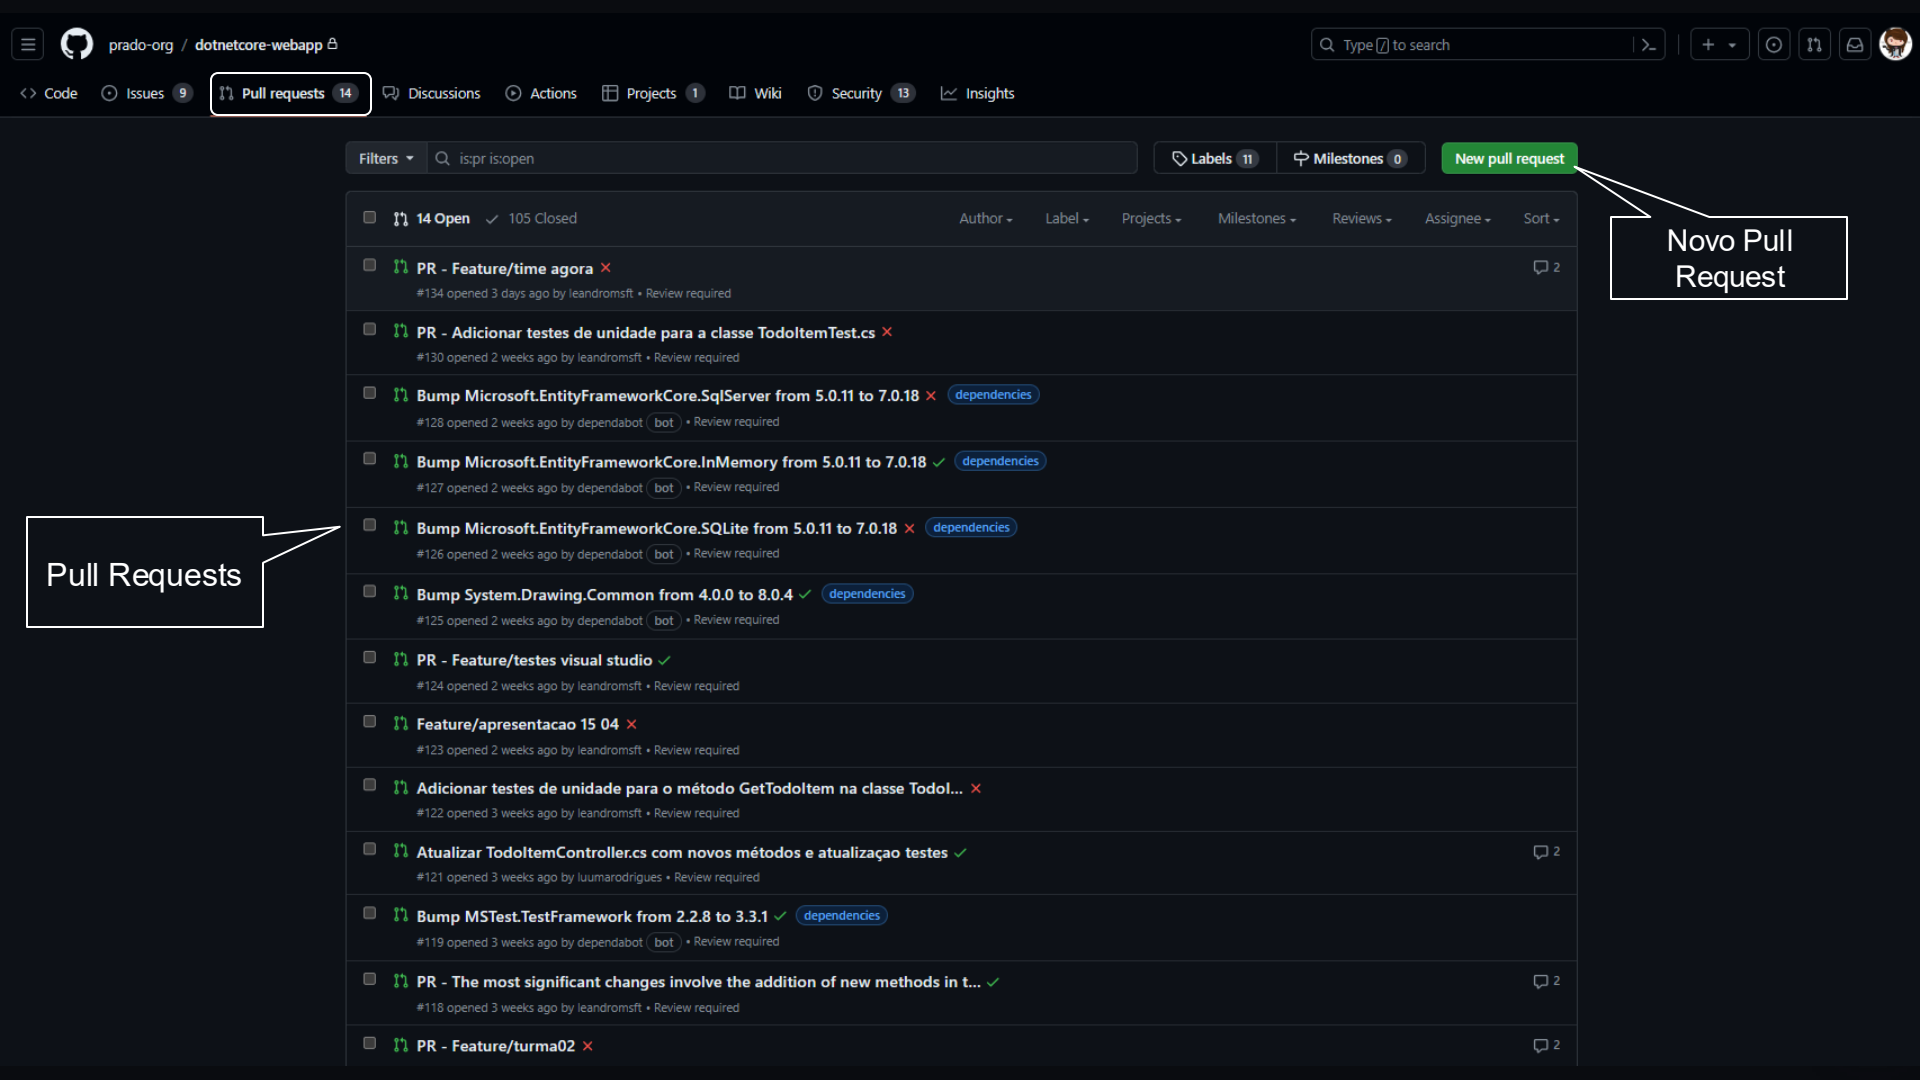 prado-org / dotnetcore-webapp
Type / to search
Code
Issues 9
Pull requests 14
Discussions
Actions
Projects 1
Wiki
Security 13
Insights
Filters
is:pr is:open
Labels 11
Milestones 0
New pull request
Novo Pull
Request
14 Open
105 Closed
Author
Label
Projects
Milestones
Reviews
Assignee
Sort
PR - Feature/time agora
2
#134 opened 3 days ago by leandromsft • Review required
PR - Adicionar testes de unidade para a classe TodoItemTest.cs
#130 opened 2 weeks ago by leandromsft • Review required
Bump Microsoft.EntityFrameworkCore.SqlServer from 5.0.11 to 7.0.18 dependencies
#128 opened 2 weeks ago by dependabot bot • Review required
Bump Microsoft.EntityFrameworkCore.InMemory from 5.0.11 to 7.0.18 dependencies
#127 opened 2 weeks ago by dependabot bot • Review required
Pull Requests
Bump Microsoft.EntityFrameworkCore.SQLite from 5.0.11 to 7.0.18 dependencies
#126 opened 2 weeks ago by dependabot bot • Review required
Bump System.Drawing.Common from 4.0.0 to 8.0.4 dependencies
#125 opened 2 weeks ago by dependabot bot • Review required
PR - Feature/testes visual studio
#124 opened 2 weeks ago by leandromsft • Review required
Feature/apresentacao 15 04
#123 opened 2 weeks ago by leandromsft • Review required
Adicionar testes de unidade para o método GetTodoItem na classe TodoI...
#122 opened 3 weeks ago by leandromsft • Review required
Atualizar TodoItemController.cs com novos métodos e atualizaçao testes
2
#121 opened 3 weeks ago by luumarodrigues • Review required
Bump MSTest.TestFramework from 2.2.8 to 3.3.1 dependencies
#119 opened 3 weeks ago by dependabot bot • Review required
PR - The most significant changes involve the addition of new methods in t...
2
#118 opened 3 weeks ago by leandromsft • Review required
PR - Feature/turma02
2